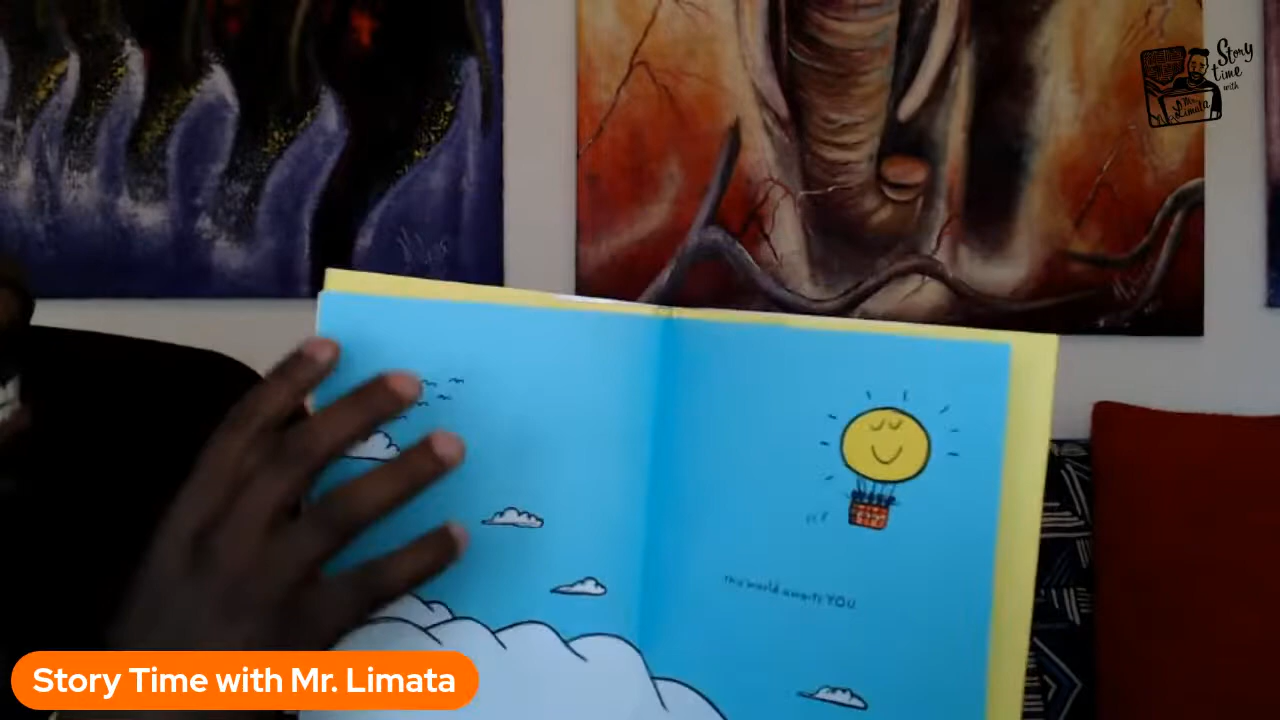 Story
time
with
Mr.
Limata
The world awaits YOU
Story Time with Mr. Limata